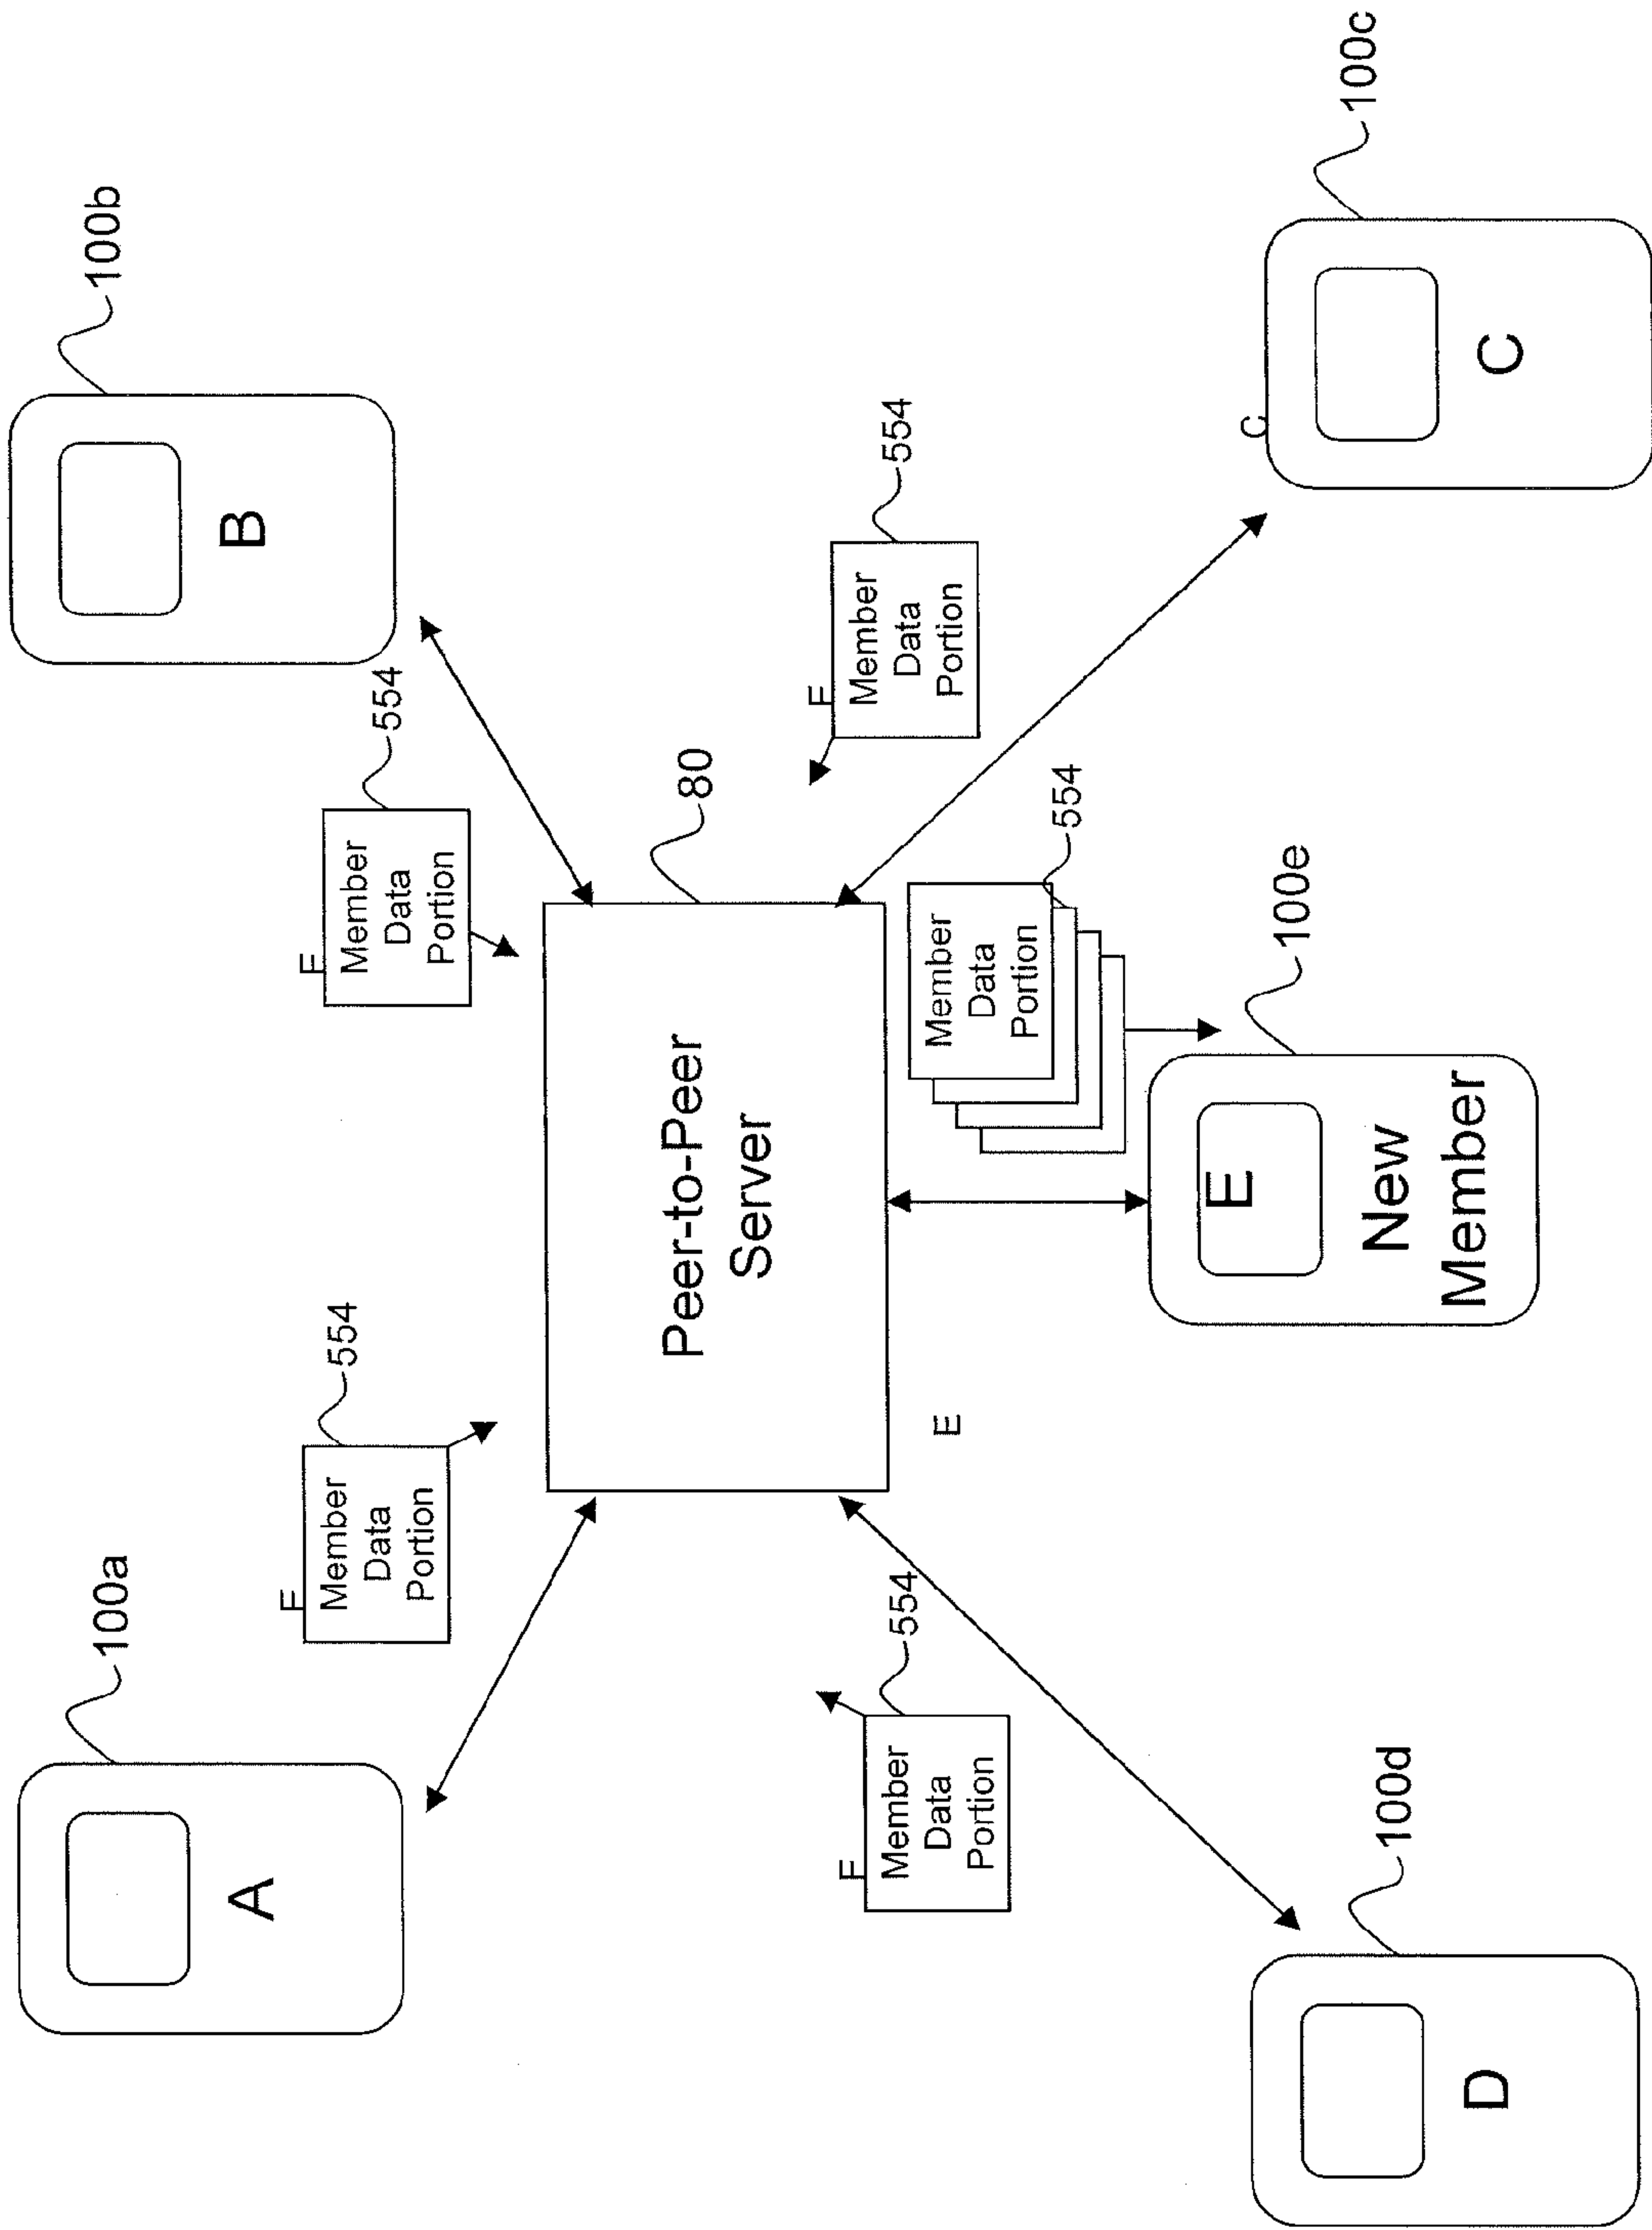 100a
100b
A
B
F
Member
Data
Portion
554
F
Member
Data
Portion
554
Peer-to-Peer
Server
80
F
Member
Data
Portion
554
F
Member
Data
Portion
554
E
Member
Data
Portion
554
E
New
Member
100e
100d
D
C
C
100c